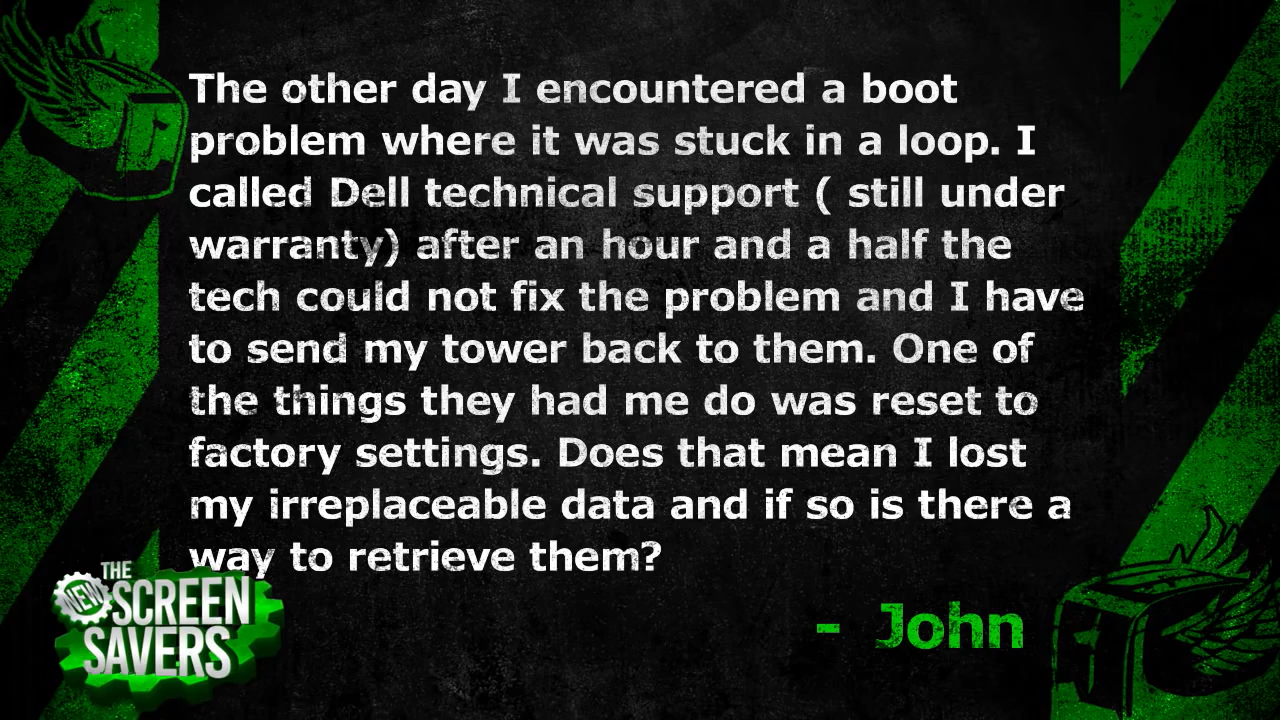 The other day I encountered a boot
problem where it was stuck in a loop. I
called Dell technical support ( still under
warranty) after an hour and a half the
tech could not fix the problem and I have
to send my tower back to them. One of
the things they had me do was reset to
factory settings. Does that mean I lost
my irreplaceable data and if so is there a
way to retrieve them?
- John
THE
NEW
SCREEN
SAVERS